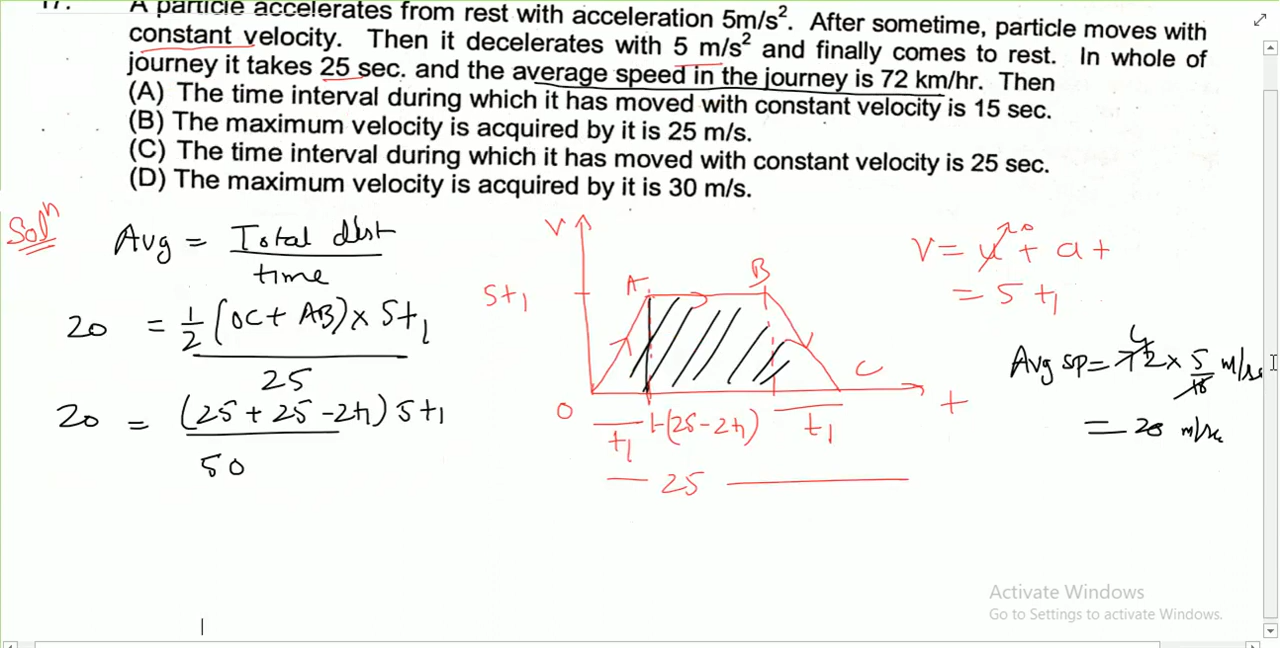 17. A particle accelerates from rest with acceleration 5m/s². After sometime, particle moves with
constant velocity. Then it decelerates with 5 m/s² and finally comes to rest. In whole of
journey it takes 25 sec. and the average speed in the journey is 72 km/hr. Then
(A) The time interval during which it has moved with constant velocity is 15 sec.
(B) The maximum velocity is acquired by it is 25 m/s.
(C) The time interval during which it has moved with constant velocity is 25 sec.
(D) The maximum velocity is acquired by it is 30 m/s.
Solⁿ
Avg = Total dist / time
20 = 1/2 (OC + AB) × 5t₁ / 25
20 = (25 + 25 - 2t₁) 5t₁ / 50
V
5t₁
A
B
C
O
t
t₁ (25-2t₁) t₁
25
V = u + at
= 5t₁
Avg sp = 72 × 5/18 m/sec
= 20 m/sec
Activate Windows
Go to Settings to activate Windows.